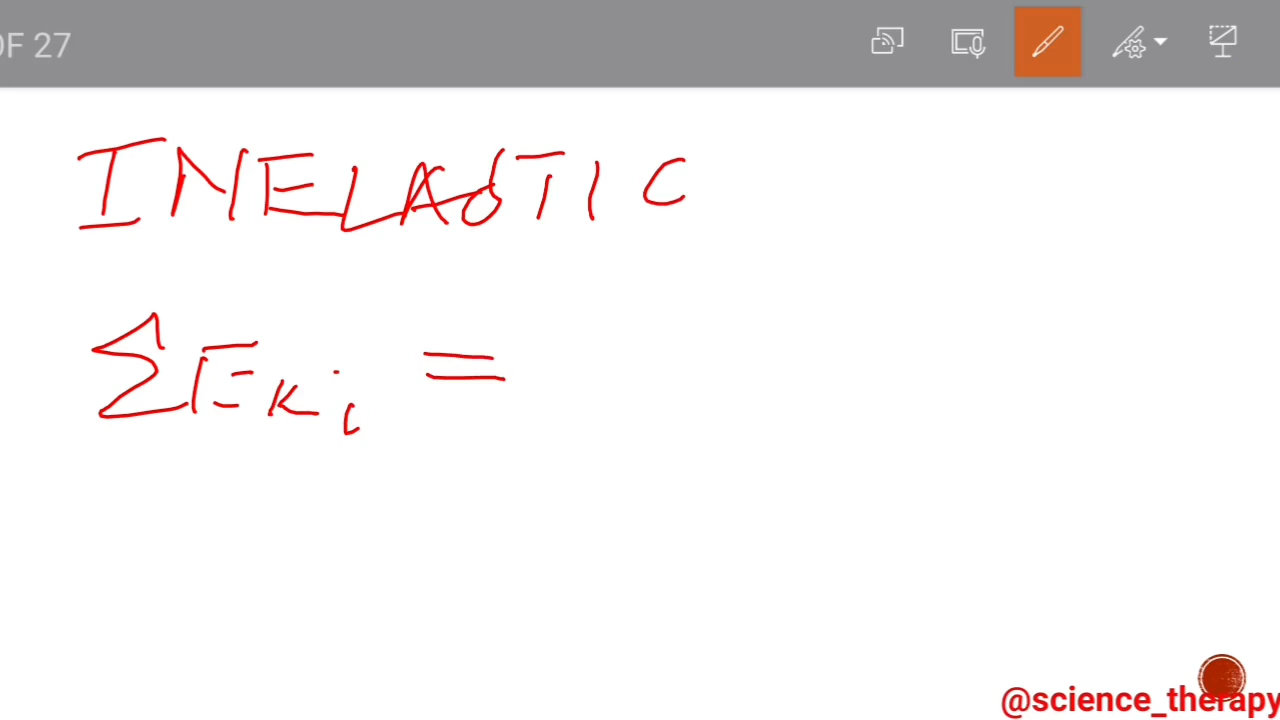 OF 27
INELASTIC
ΣEₖᵢ =
@science_therapy